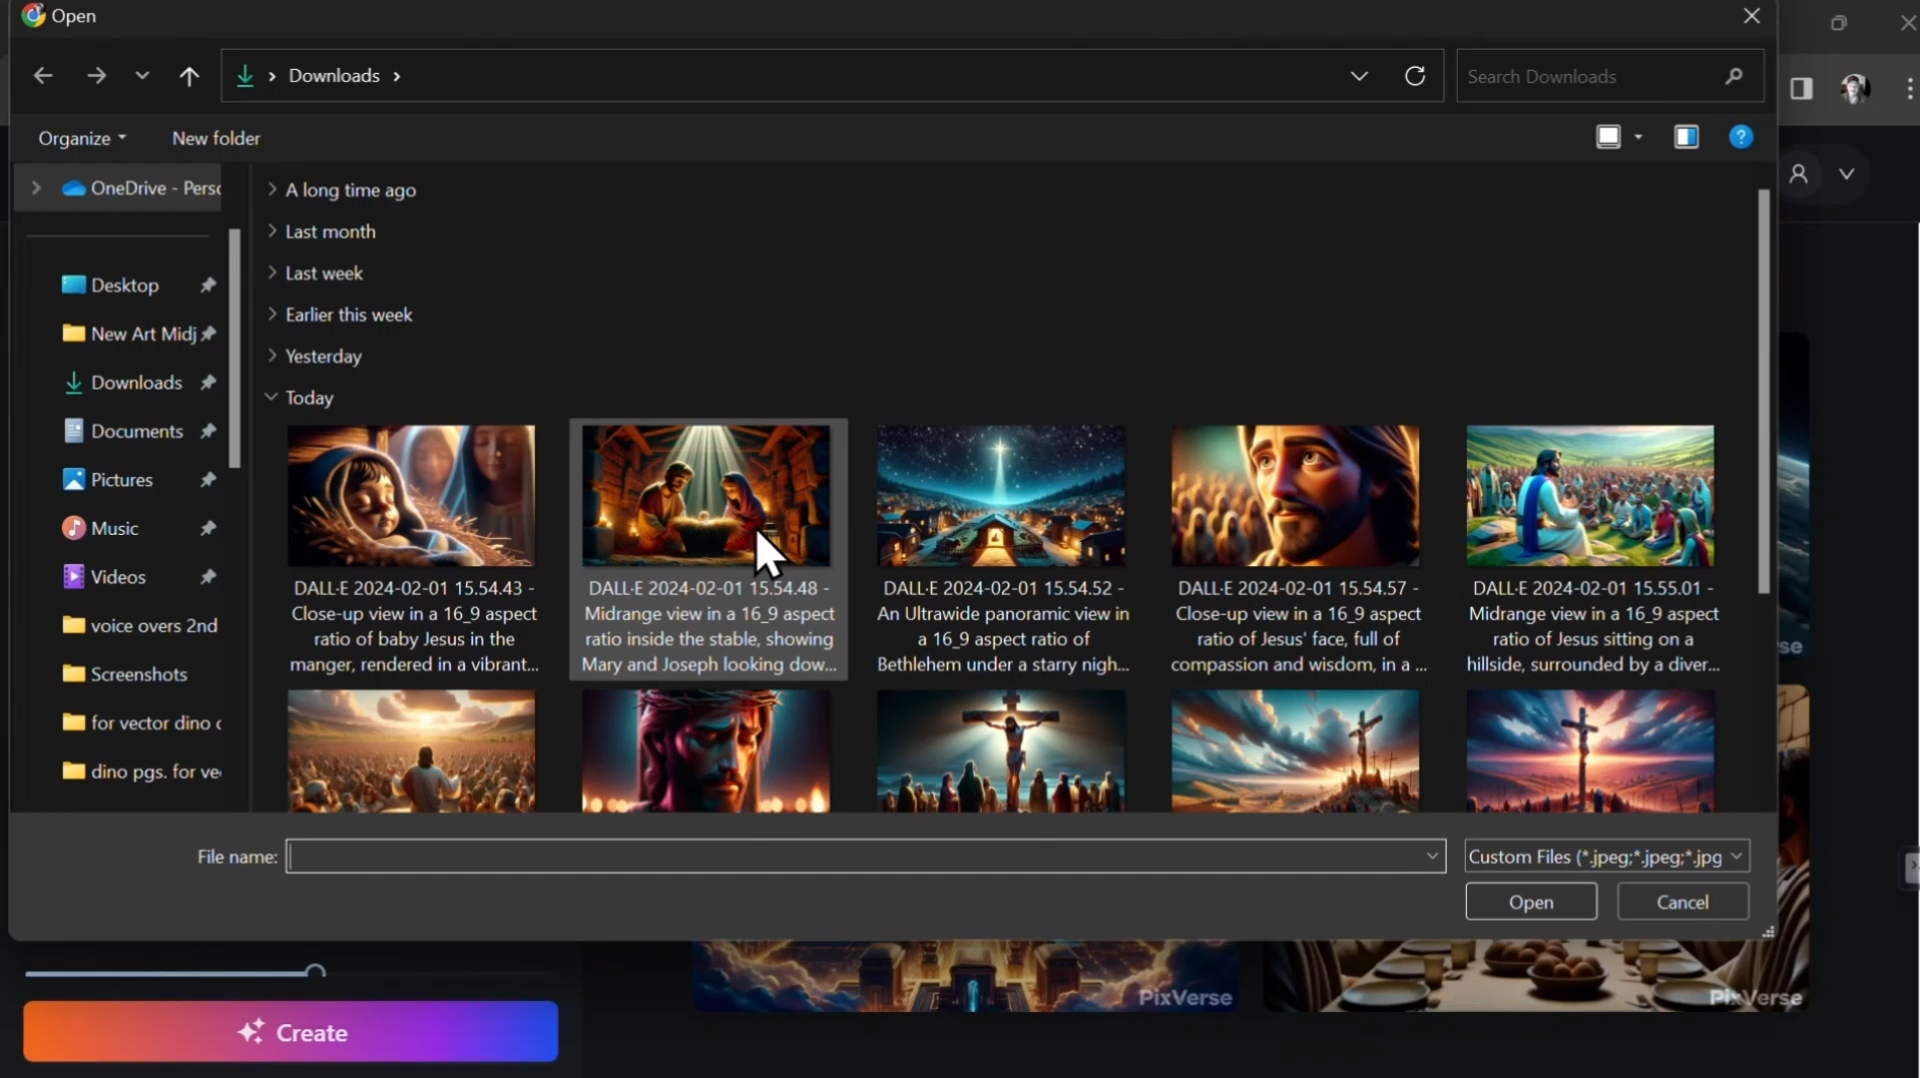 Open
Downloads
Search Downloads
Organize
New folder
OneDrive - Perso
Desktop
New Art Midj
Downloads
Documents
Pictures
Music
Videos
voice overs 2nd
Screenshots
for vector dino c
dino pgs. for ve
A long time ago
Last month
Last week
Earlier this week
Yesterday
Today
DALL·E 2024-02-01 15.54.43 -
Close-up view in a 16_9 aspect
ratio of baby Jesus in the
manger, rendered in a vibrant...
DALL·E 2024-02-01 15.54.48 -
Midrange view in a 16_9 aspect
ratio inside the stable, showing
Mary and Joseph looking dow...
DALL·E 2024-02-01 15.54.52 -
An Ultrawide panoramic view in
a 16_9 aspect ratio of
Bethlehem under a starry nigh...
DALL·E 2024-02-01 15.54.57 -
Close-up view in a 16_9 aspect
ratio of Jesus' face, full of
compassion and wisdom, in a ...
DALL·E 2024-02-01 15.55.01 -
Midrange view in a 16_9 aspect
ratio of Jesus sitting on a
hillside, surrounded by a diver...
se
File name:
Custom Files (*.jpeg;*.jpeg;*.jpg
Open
Cancel
PixVerse
PixVerse
Create